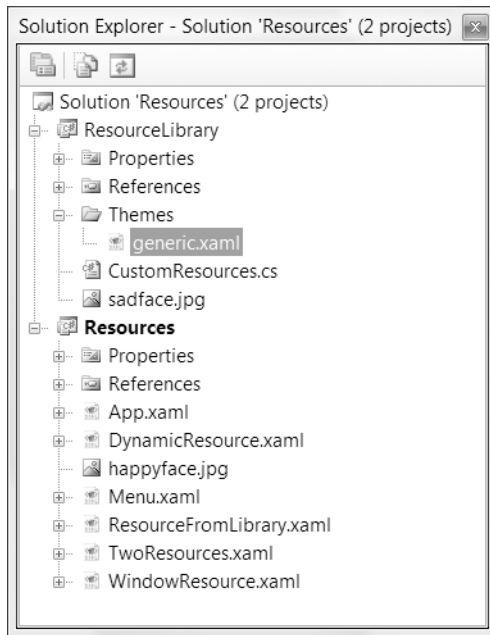 Solution Explorer - Solution 'Resources' (2 projects)
Solution 'Resources' (2 projects)
ResourceLibrary
Properties
References
Themes
generic.xaml
CustomResources.cs
sadface.jpg
Resources
Properties
References
App.xaml
DynamicResource.xaml
happyface.jpg
Menu.xaml
ResourceFromLibrary.xaml
TwoResources.xaml
WindowResource.xaml